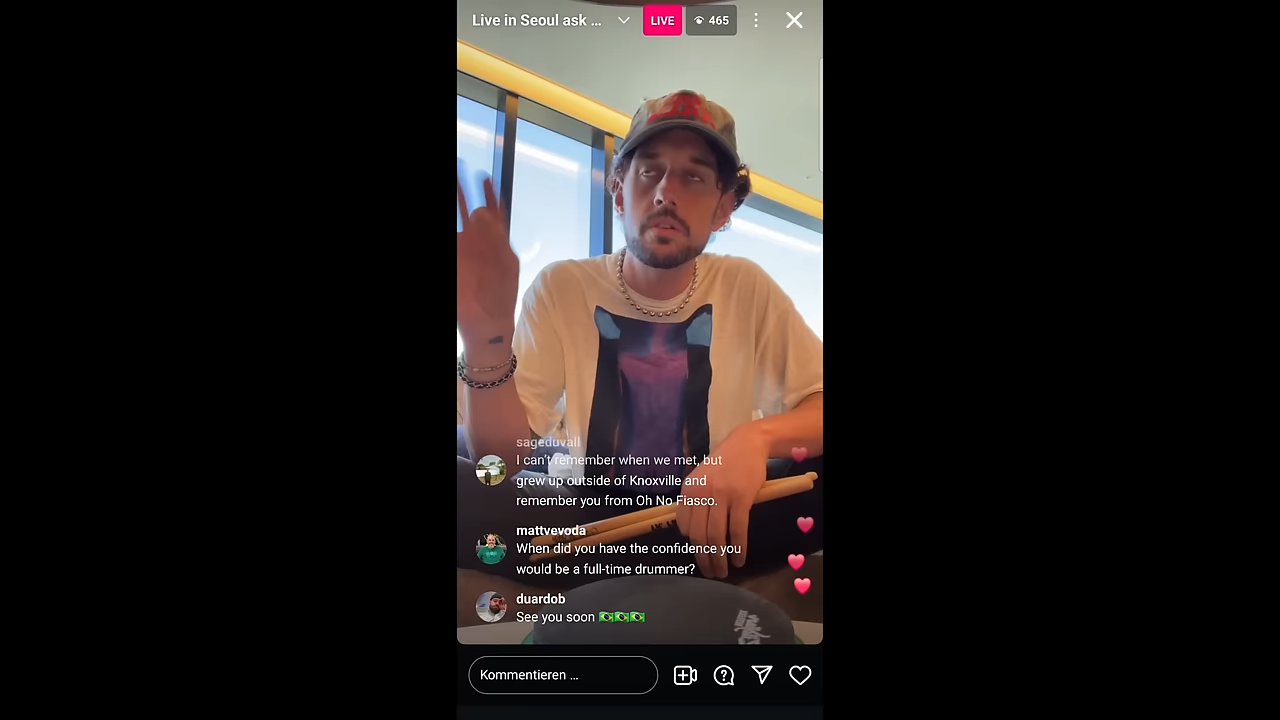 Live in Seoul ask ...
LIVE
465
sageduvall
I can't remember when we met, but
grew up outside of Knoxville and
remember you from Oh No Fiasco.
mattvevoda
When did you have the confidence you
would be a full-time drummer?
duardob
See you soon 🇧🇷🇧🇷🇧🇷
Kommentieren ...